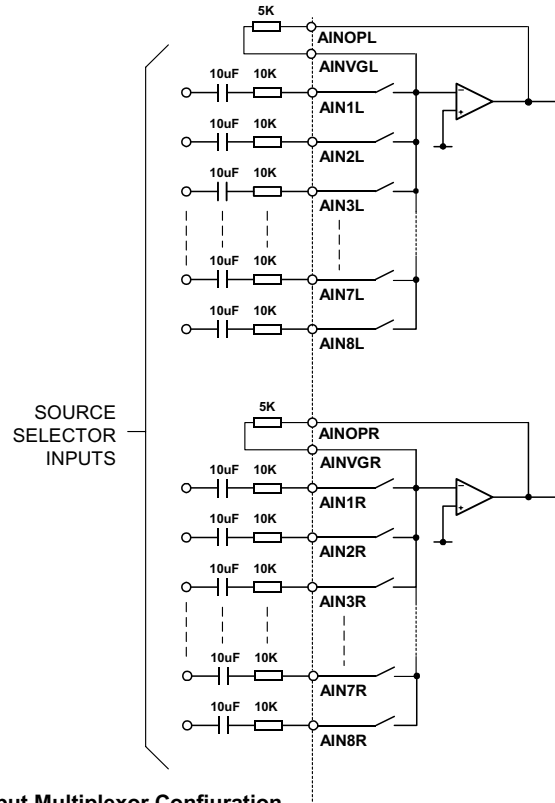 5K
AINOPL
AINVGL
10uF 10K
AIN1L
10uF 10K
AIN2L
10uF 10K
AIN3L
10uF 10K
AIN7L
10uF 10K
AIN8L
SOURCE
SELECTOR
INPUTS
5K
AINOPR
AINVGR
10uF 10K
AIN1R
10uF 10K
AIN2R
10uF 10K
AIN3R
10uF 10K
AIN7R
10uF 10K
AIN8R
Multiplexor Confiuration